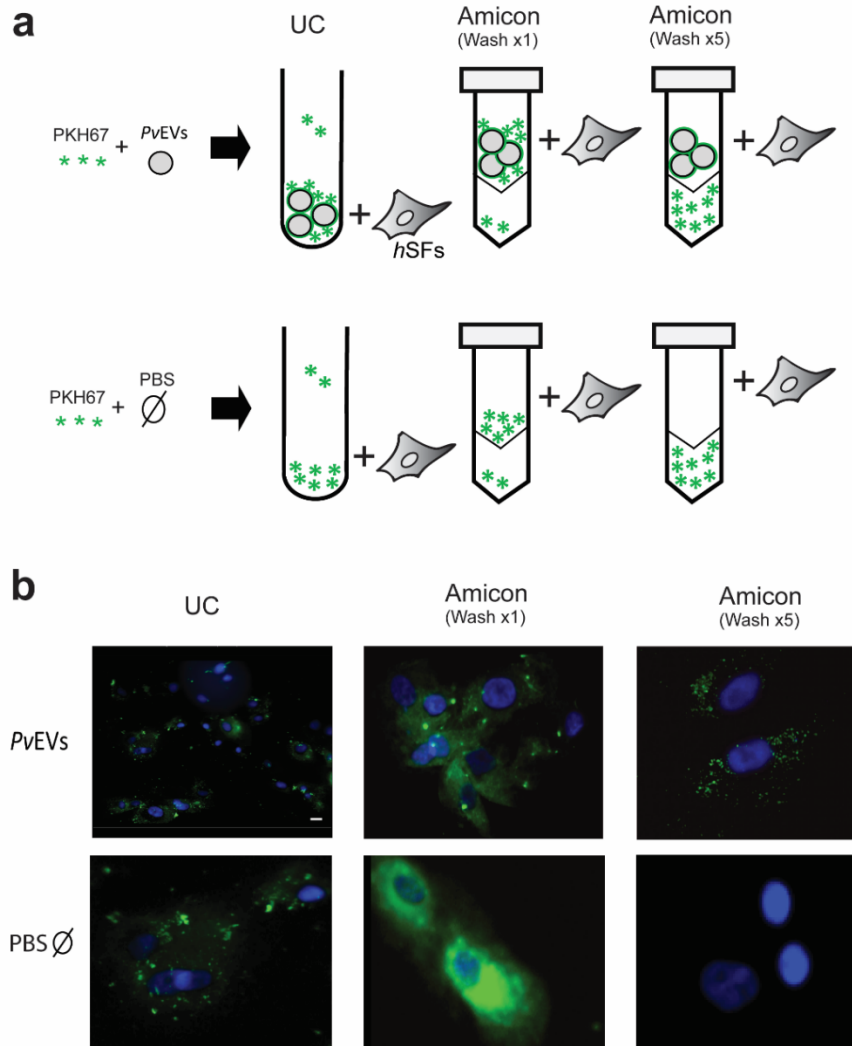 a
UC
Amicon
(Wash x1)
Amicon
(Wash x5)
PKH67
+
PvEVs
* * *
+
hSFs
+
+
PKH67
+
PBS
* * *
∅
+
+
+
b
UC
Amicon
(Wash x1)
Amicon
(Wash x5)
PvEVs
PBS ∅